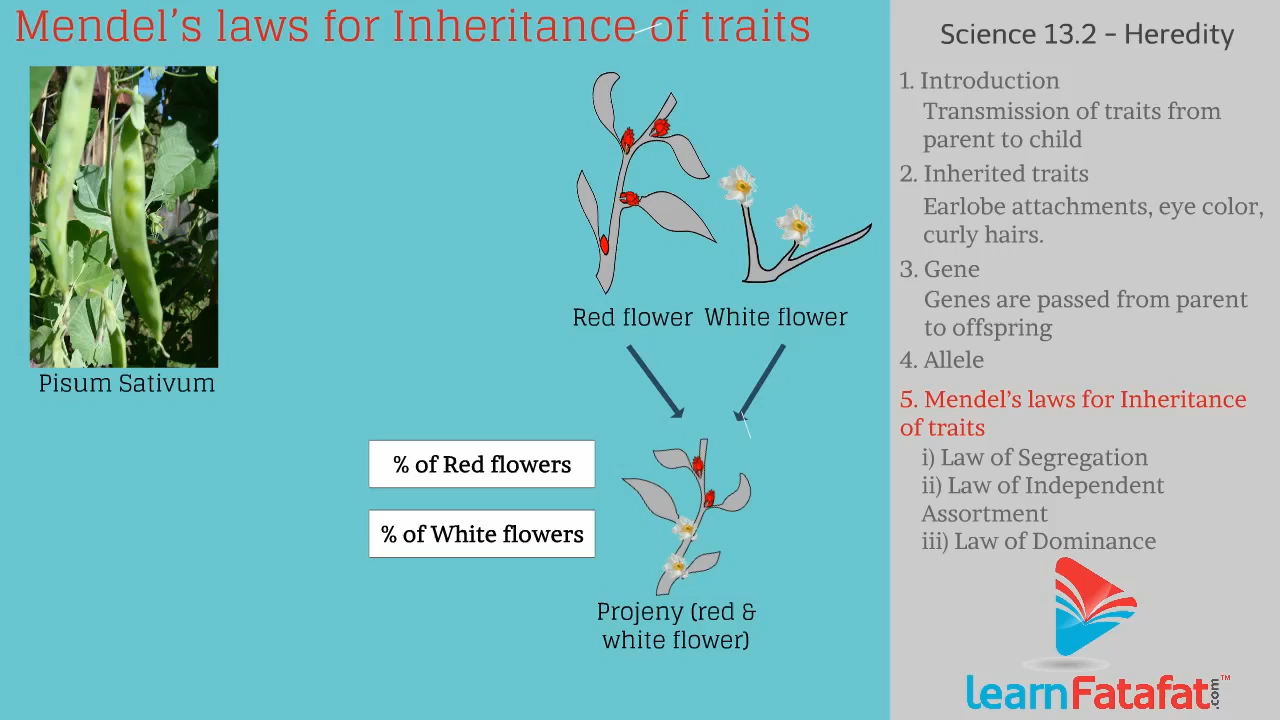 Mendel’s laws for Inheritance of traits
Pisum Sativum
Red flower
White flower
% of Red flowers
% of White flowers
Projeny (red &
white flower)
Science 13.2 – Heredity
1. Introduction
Transmission of traits from
parent to child
2. Inherited traits
Earlobe attachments, eye color,
curly hairs.
3. Gene
Genes are passed from parent
to offspring
4. Allele
5. Mendel’s laws for Inheritance
of traits
i) Law of Segregation
ii) Law of Independent
Assortment
iii) Law of Dominance
learnFatafat.com™